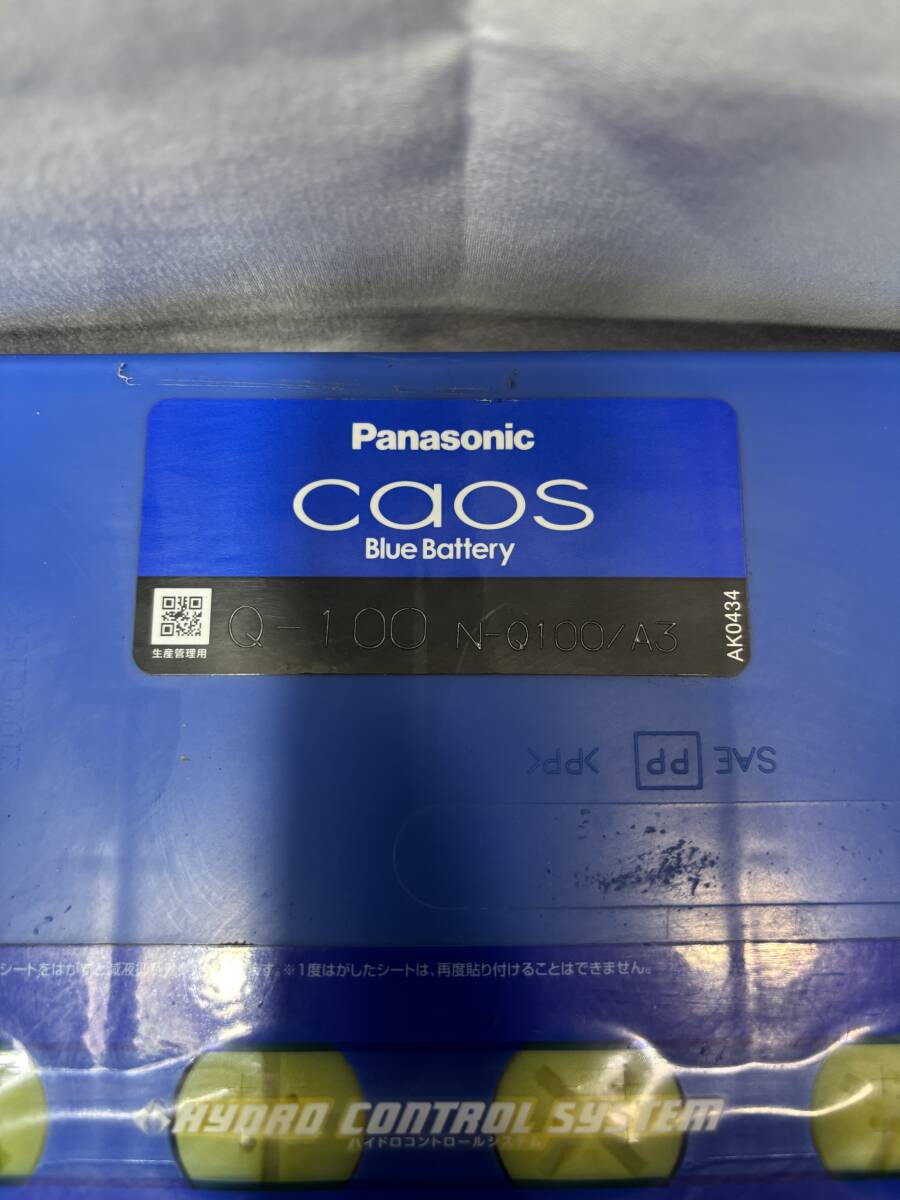 Panasonic
caos
Blue Battery
生産管理用
Q-100 N-Q100/A3
AK0434
>PP< PP SAE
シートをはがすと減液 ※1度はがしたシートは、再度貼り付けることはできません。
HYDRO CONTROL SYSTEM
ハイドロコントロールシステム